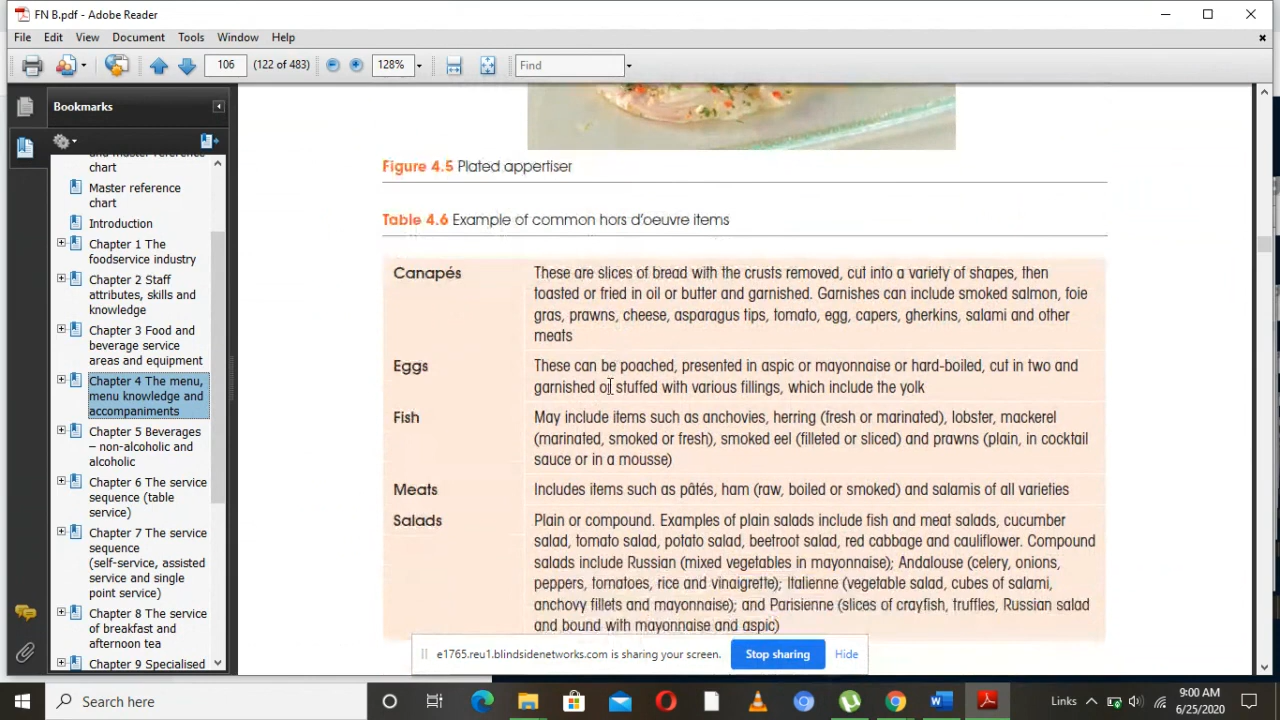 FN B.pdf - Adobe Reader
File Edit View Document Tools Window Help
106 (122 of 483) 128% Find
Bookmarks
and master reference
chart
Master reference
chart
Introduction
Chapter 1 The
foodservice industry
Chapter 2 Staff
attributes, skills and
knowledge
Chapter 3 Food and
beverage service
areas and equipment
Chapter 4 The menu,
menu knowledge and
accompaniments
Chapter 5 Beverages
– non-alcoholic and
alcoholic
Chapter 6 The service
sequence (table
service)
Chapter 7 The service
sequence
(self-service, assisted
service and single
point service)
Chapter 8 The service
of breakfast and
afternoon tea
Chapter 9 Specialised
Figure 4.5 Plated appertiser
Table 4.6 Example of common hors d'oeuvre items
Canapés These are slices of bread with the crusts removed, cut into a variety of shapes, then
toasted or fried in oil or butter and garnished. Garnishes can include smoked salmon, foie
gras, prawns, cheese, asparagus tips, tomato, egg, capers, gherkins, salami and other
meats
Eggs These can be poached, presented in aspic or mayonnaise or hard-boiled, cut in two and
garnished or stuffed with various fillings, which include the yolk
Fish May include items such as anchovies, herring (fresh or marinated), lobster, mackerel
(marinated, smoked or fresh), smoked eel (filleted or sliced) and prawns (plain, in cocktail
sauce or in a mousse)
Meats Includes items such as pâtés, ham (raw, boiled or smoked) and salamis of all varieties
Salads Plain or compound. Examples of plain salads include fish and meat salads, cucumber
salad, tomato salad, potato salad, beetroot salad, red cabbage and cauliflower. Compound
salads include Russian (mixed vegetables in mayonnaise); Andalouse (celery, onions,
peppers, tomatoes, rice and vinaigrette); Italienne (vegetable salad, cubes of salami,
anchovy fillets and mayonnaise); and Parisienne (slices of crayfish, truffles, Russian salad
and bound with mayonnaise and aspic)
e1765.reu1.blindsidenetworks.com is sharing your screen. Stop sharing Hide
Search here
Links
9:00 AM
6/25/2020